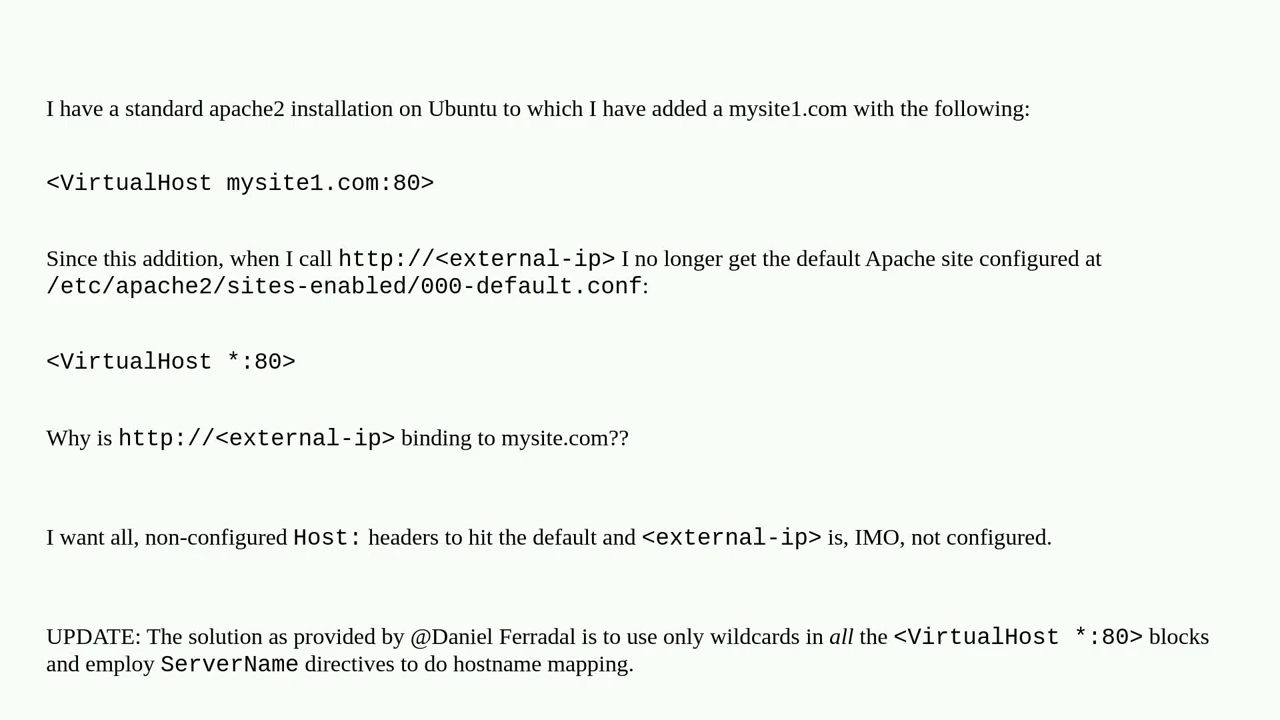 I have a standard apache2 installation on Ubuntu to which I have added a mysite1.com with the following:
<VirtualHost mysite1.com:80>
Since this addition, when I call http://<external-ip> I no longer get the default Apache site configured at
/etc/apache2/sites-enabled/000-default.conf:
<VirtualHost *:80>
Why is http://<external-ip> binding to mysite.com??
I want all, non-configured Host: headers to hit the default and <external-ip> is, IMO, not configured.
UPDATE: The solution as provided by @Daniel Ferradal is to use only wildcards in all the <VirtualHost *:80> blocks
and employ ServerName directives to do hostname mapping.